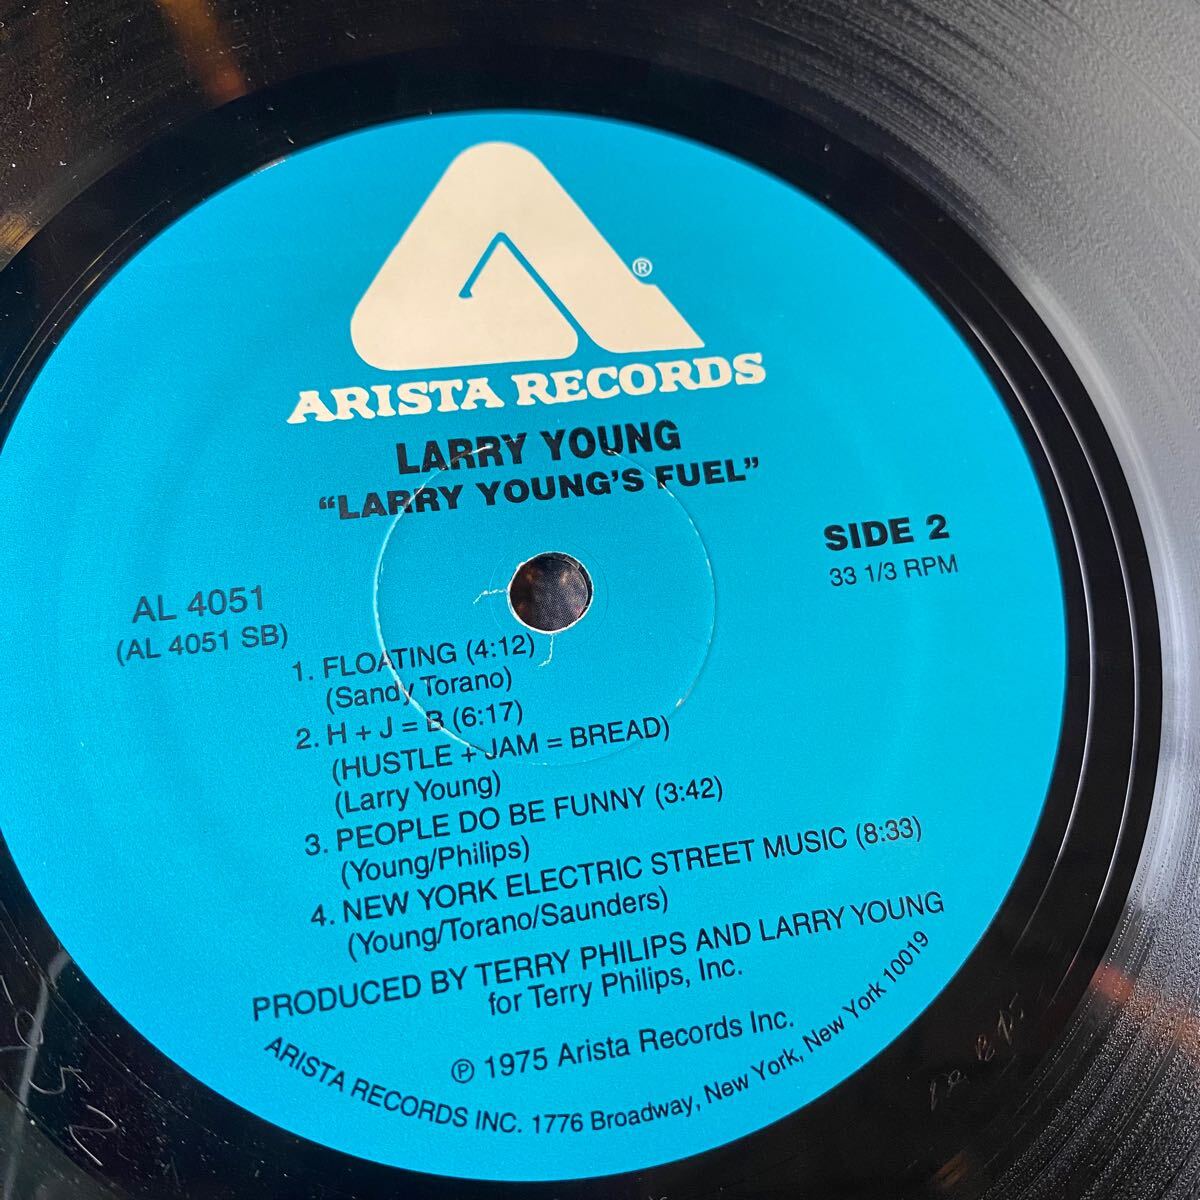 ®
ARISTA RECORDS
LARRY YOUNG
“LARRY YOUNG'S FUEL”
SIDE 2
33 1/3 RPM
AL 4051
(AL 4051 SB)
1. FLOATING (4:12)
(Sandy Torano)
2. H + J = B (6:17)
(HUSTLE + JAM = BREAD)
(Larry Young)
3. PEOPLE DO BE FUNNY (3:42)
(Young/Philips)
4. NEW YORK ELECTRIC STREET MUSIC (8:33)
(Young/Torano/Saunders)
PRODUCED BY TERRY PHILIPS AND LARRY YOUNG
for Terry Philips, Inc.
℗ 1975 Arista Records Inc.
ARISTA RECORDS INC. 1776 Broadway, New York, New York 10019